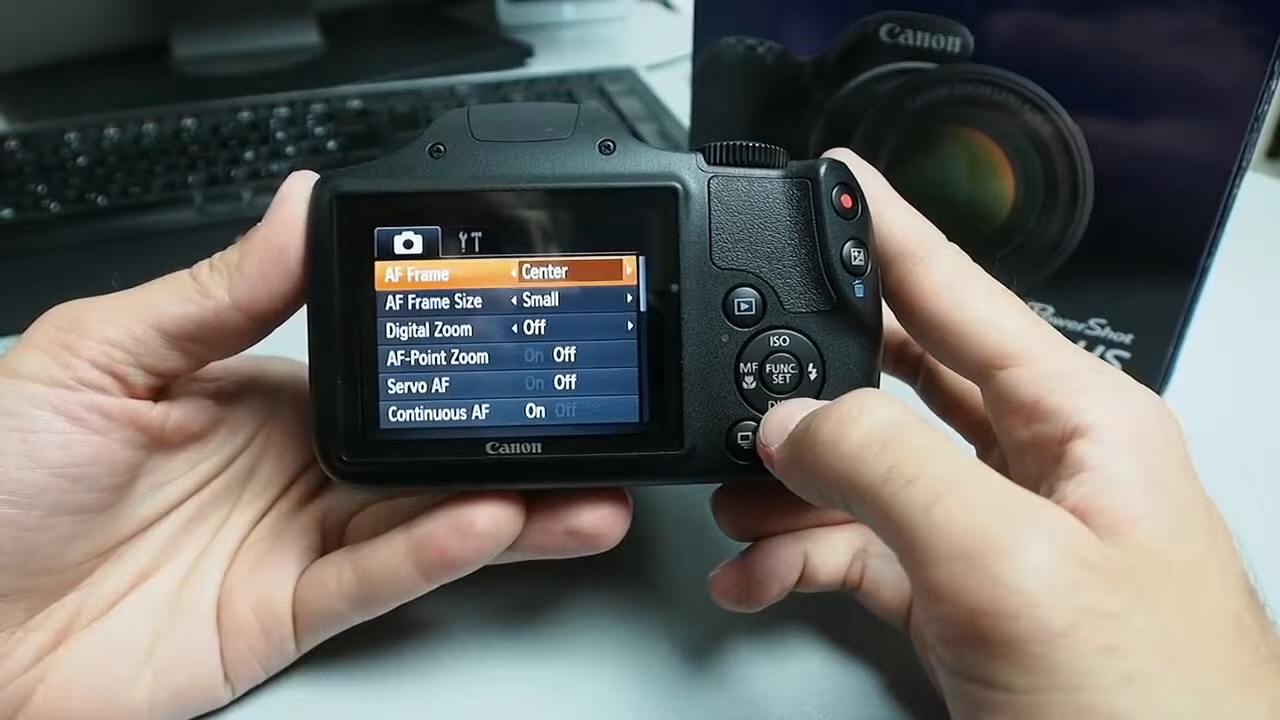 Canon
AF Frame Center
AF Frame Size Small
Digital Zoom Off
AF-Point Zoom On Off
Servo AF On Off
Continuous AF On Off
Canon
ISO
MF
FUNC.
SET
PowerShot